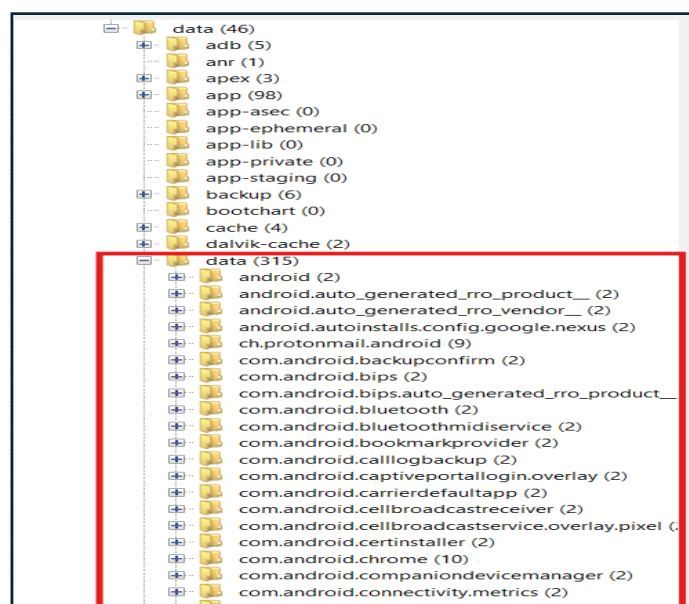 data (46)
adb (5)
anr (1)
apex (3)
app (98)
app-asec (0)
app-ephemeral (0)
app-lib (0)
app-private (0)
app-staging (0)
backup (6)
bootchart (0)
cache (4)
dalvik-cache (2)
data (315)
android (2)
android.auto_generated_rro_product__ (2)
android.auto_generated_rro_vendor__ (2)
android.autoinstalls.config.google.nexus (2)
ch.protonmail.android (9)
com.android.backupconfirm (2)
com.android.bips (2)
com.android.bips.auto_generated_rro_product__
com.android.bluetooth (2)
com.android.bluetoothmidiservice (2)
com.android.bookmarkprovider (2)
com.android.calllogbackup (2)
com.android.captiveportallogin.overlay (2)
com.android.carrierdefaultapp (2)
com.android.cellbroadcastreceiver (2)
com.android.cellbroadcastservice.overlay.pixel (
com.android.certinstaller (2)
com.android.chrome (10)
com.android.companiondevicemanager (2)
com.android.connectivity.metrics (2)